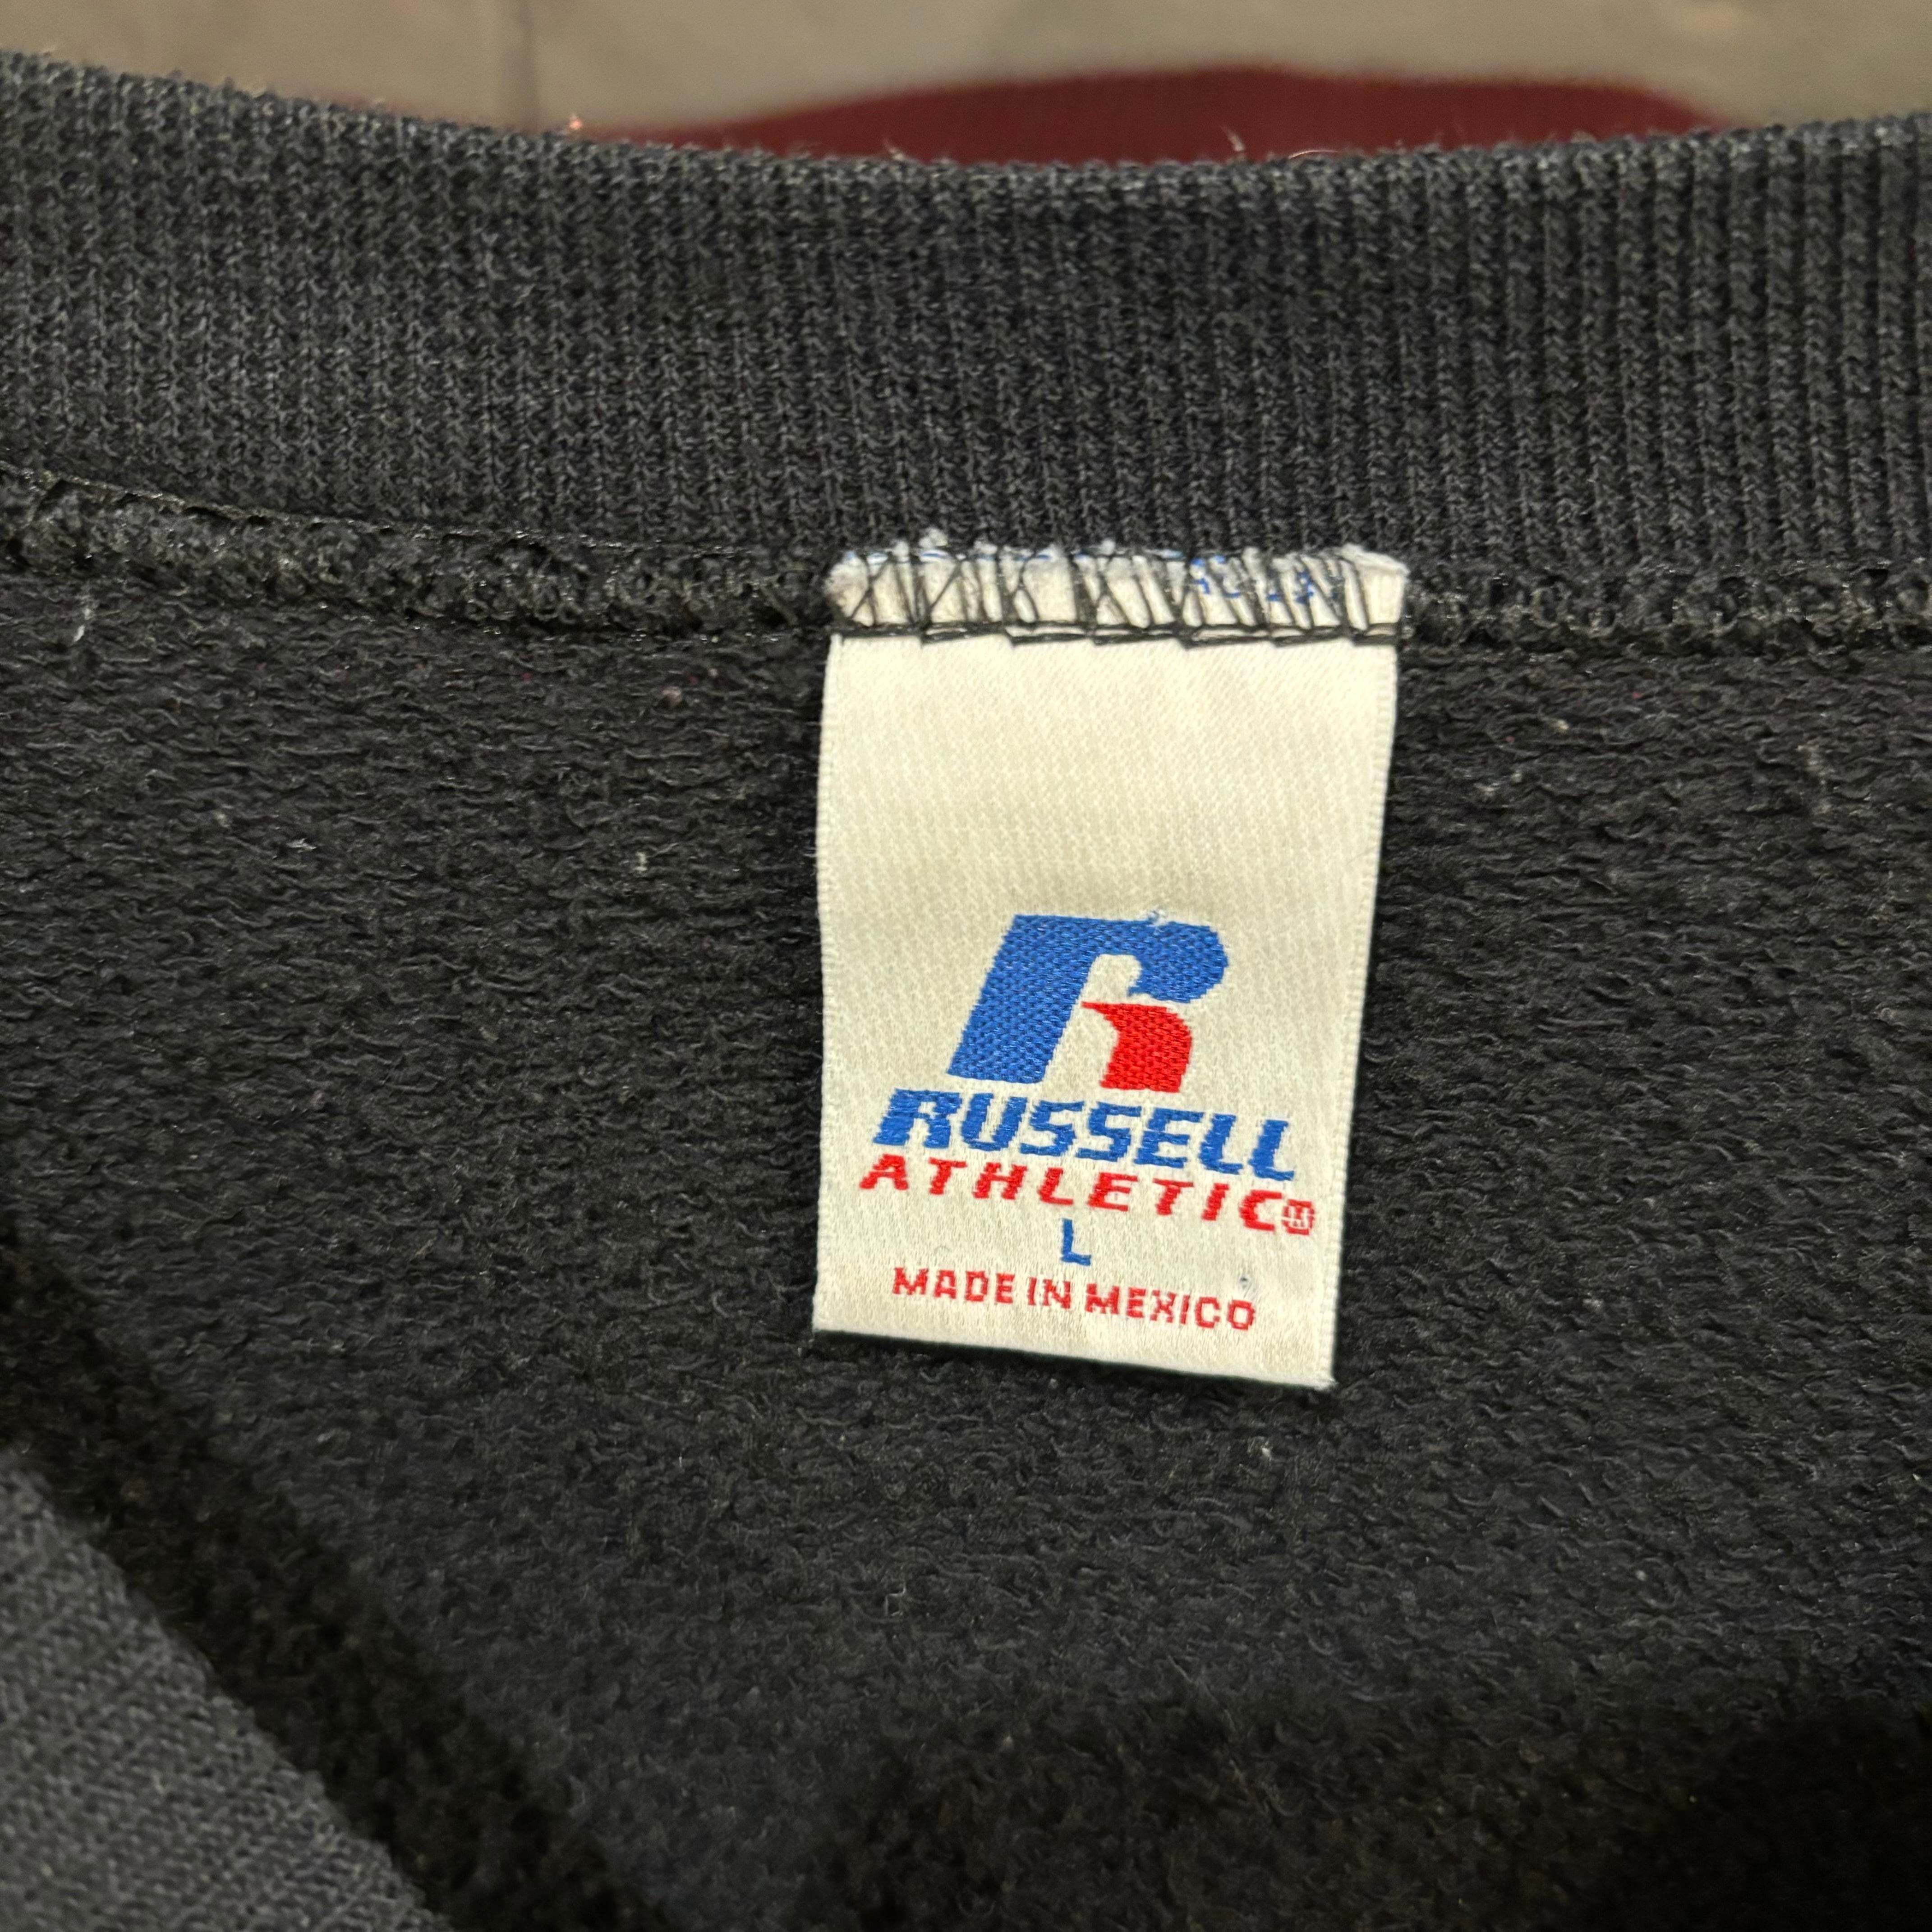 RUSSELL
ATHLETIC®
L
MADE IN MEXICO